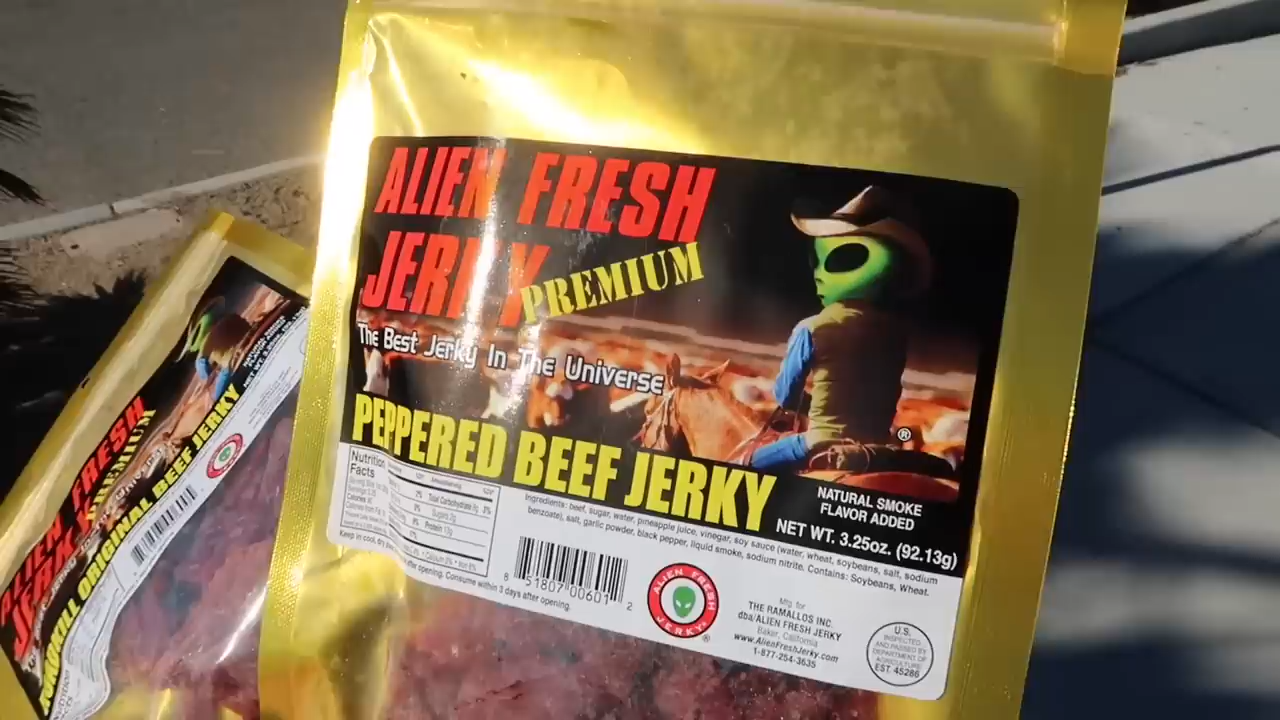 ALIEN FRESH
JERKY
PREMIUM
The Best Jerky In The Universe
PEPPERED BEEF JERKY
®
NATURAL SMOKE
FLAVOR ADDED
NET WT. 3.25oz. (92.13g)
Nutrition
Facts
Total Carbohydrate
Sugars
Protein
Ingredients: beef, sugar, water, pineapple juice, vinegar, soy sauce (water, wheat, soybeans, salt, sodium
benzoate), salt, garlic powder, black pepper, liquid smoke, sodium nitrite. Contains: Soybeans, Wheat.
Keep in cool, dry
after opening. Consume within 3 days after opening.
8 51807 00601 2
ALIEN FRESH
JERKY
®
Mfg. for
THE RAMALLOS INC.
dba/ALIEN FRESH JERKY
Baker, California
www.AlienFreshJerky.com
1-877-254-3635
U.S.
INSPECTED
AND PASSED BY
DEPARTMENT OF
AGRICULTURE
EST. 45286
ALIEN FRESH
PREMIUM
ORIGINAL BEEF JERKY